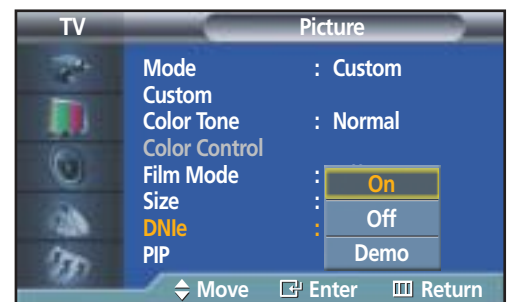 TV Picture
Mode : Custom
Custom
Color Tone : Normal
Color Control
Film Mode :
Size :
DNIe :
PIP
On
Off
Demo
Move Enter Return